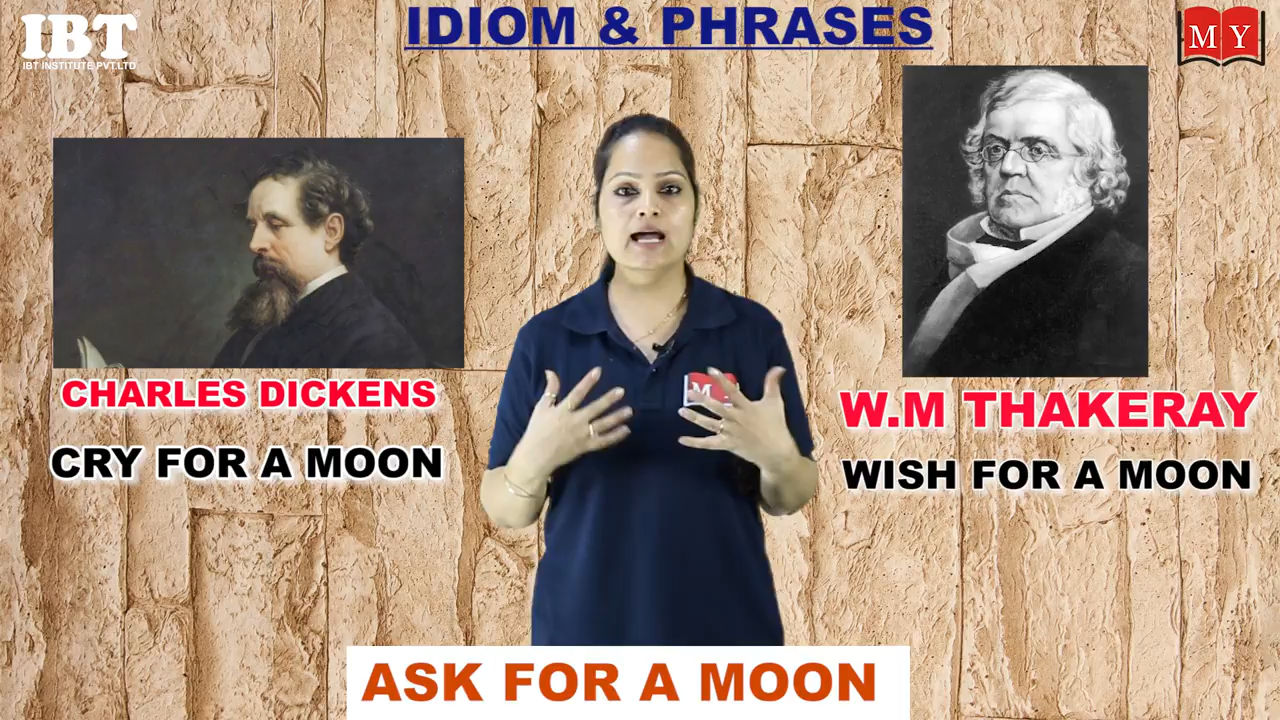 IBT
IBT INSTITUTE PVT.LTD
IDIOM & PHRASES
MY
M
CHARLES DICKENS
CRY FOR A MOON
W.M THAKERAY
WISH FOR A MOON
ASK FOR A MOON